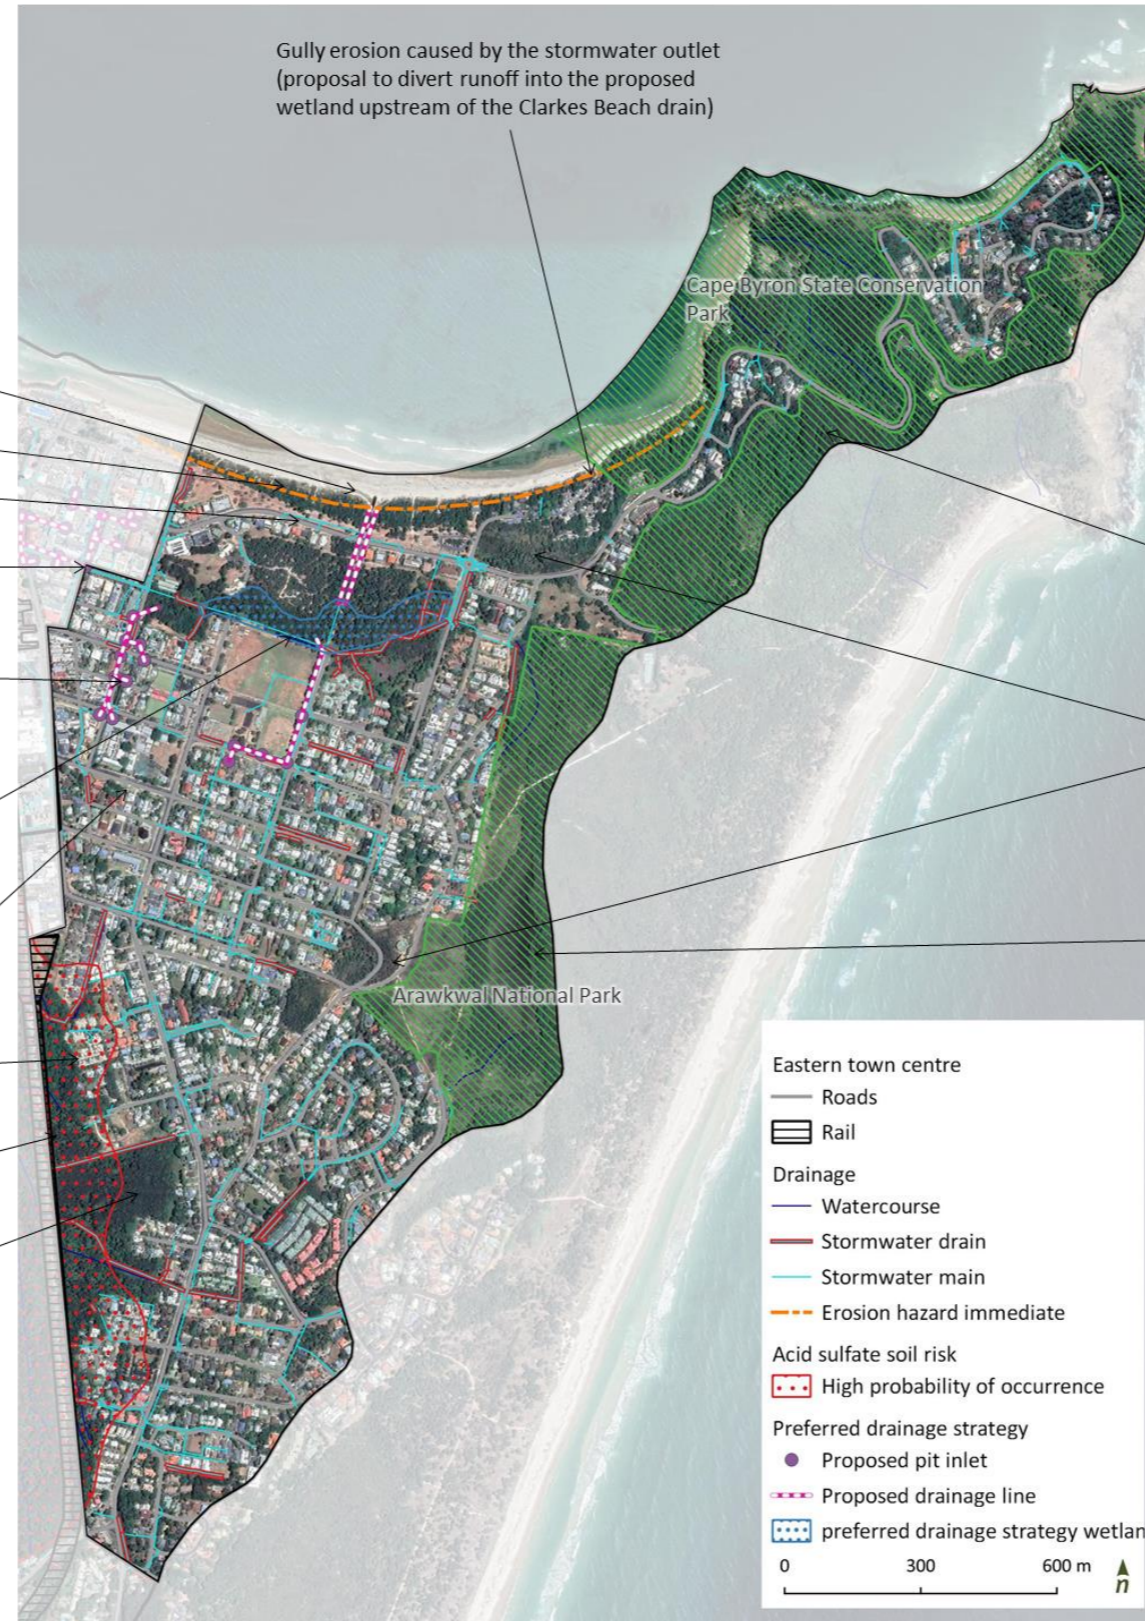 Gully erosion caused by the stormwater outlet
(proposal to divert runoff into the proposed
wetland upstream of the Clarkes Beach drain)
Cape Byron State Conservation
Park
Arawkwal National Park
Eastern town centre
Roads
Rail
Drainage
Watercourse
Stormwater drain
Stormwater main
Erosion hazard immediate
Acid sulfate soil risk
High probability of occurrence
Preferred drainage strategy
Proposed pit inlet
Proposed drainage line
preferred drainage strategy wetlan
0 300 600 m
n